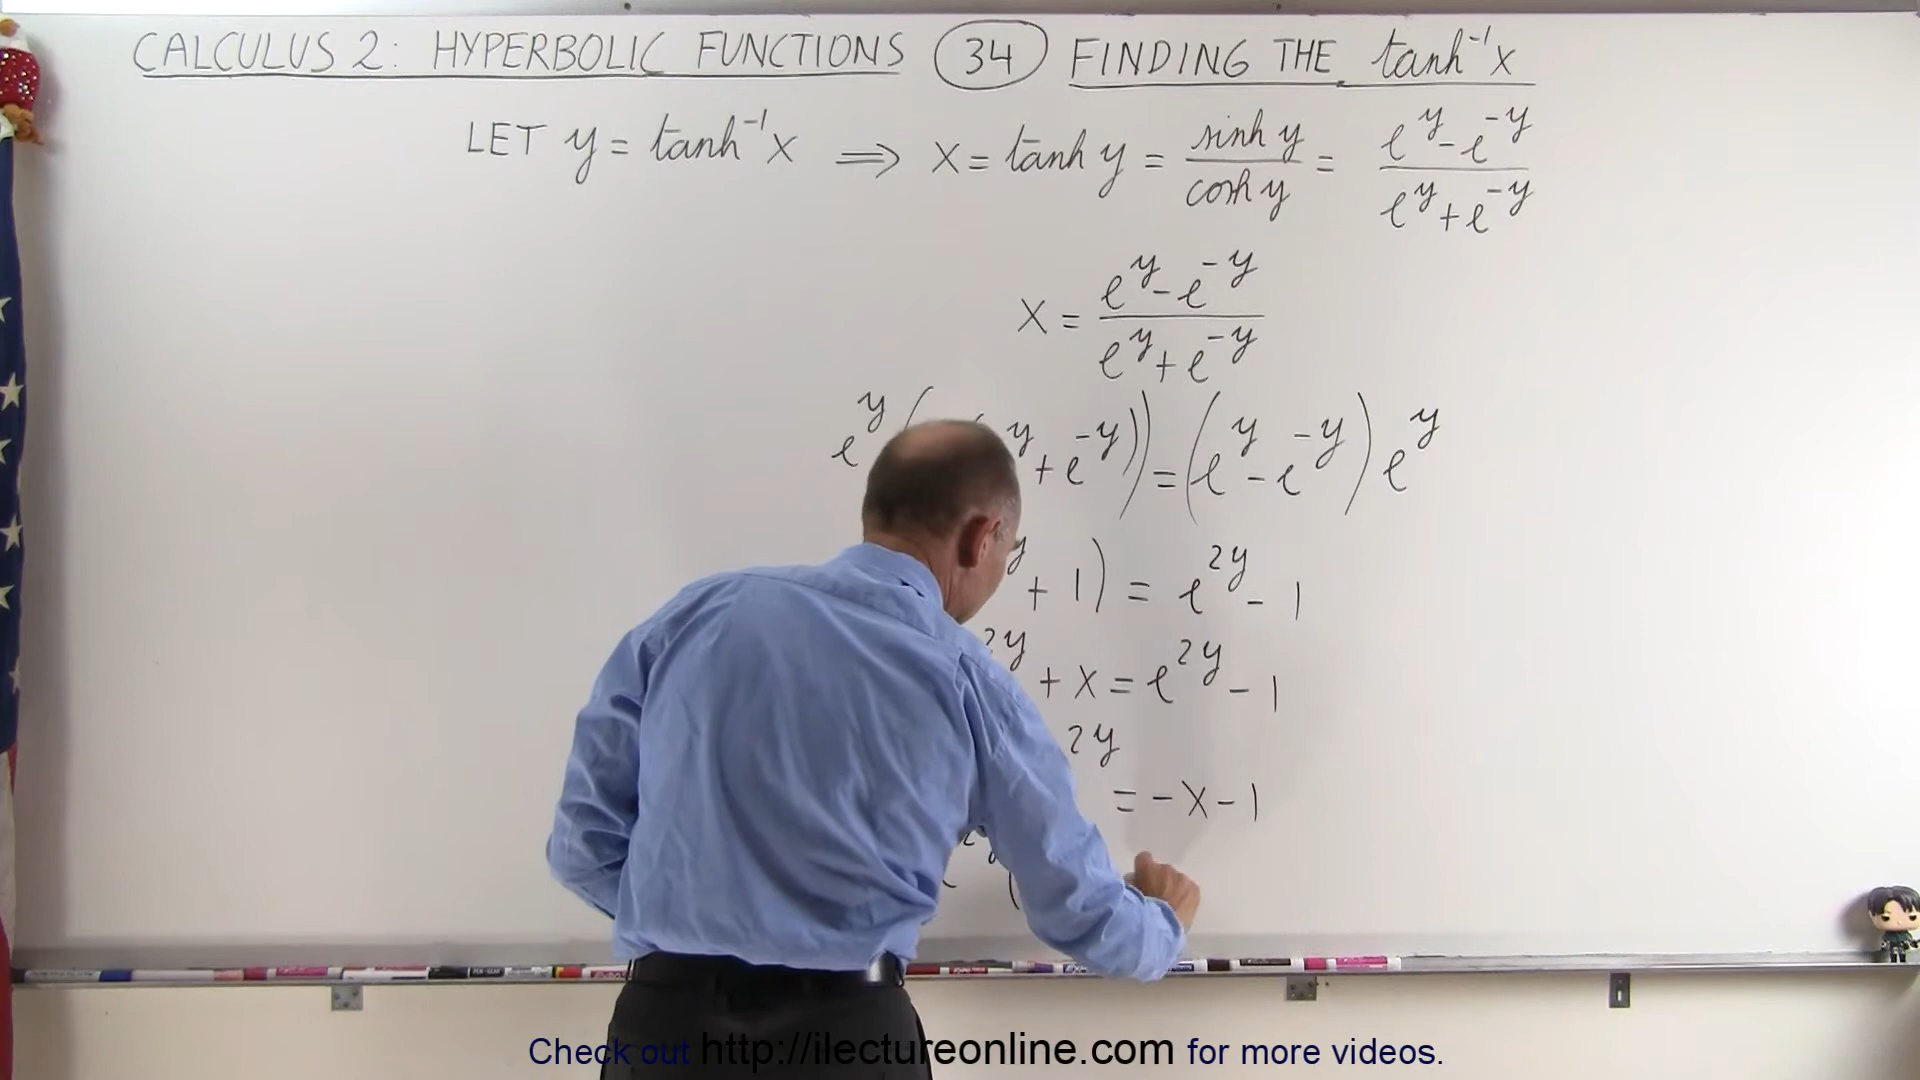 CALCULUS 2: HYPERBOLIC FUNCTIONS 34 FINDING THE tanh⁻¹x
LET y = tanh⁻¹x ⟹ x = tanh y = sinh y / cosh y = (e^y - e^-y) / (e^y + e^-y)
x = (e^y - e^-y) / (e^y + e^-y)
e^y ( y + e^-y)) = (e^y - e^-y) e^y
y + 1) = e^2y - 1
2y + x = e^2y - 1
2y = -x - 1
Check out http://ilectureonline.com for more videos.